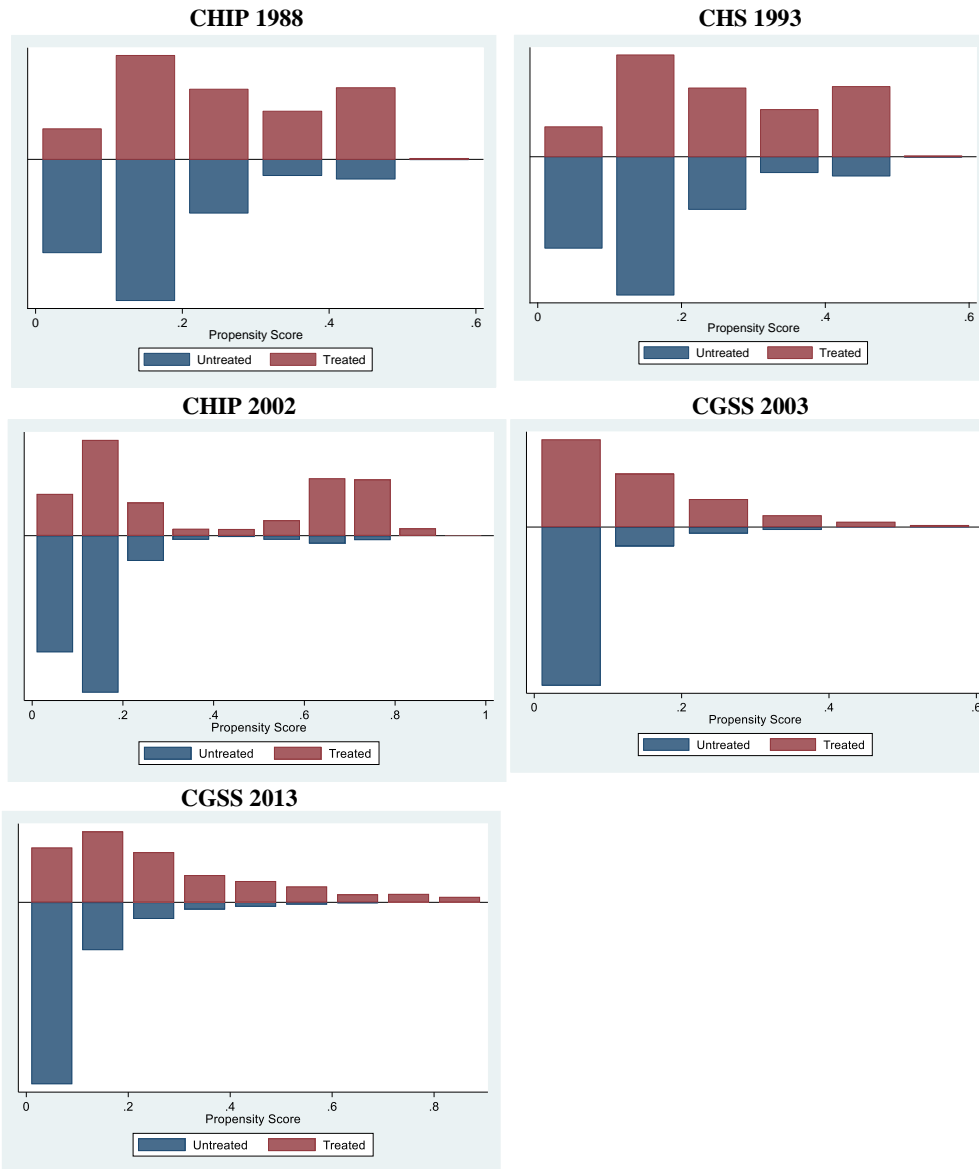 CHIP 1988
CHS 1993
0 .2 .4 .6
Propensity Score
Untreated Treated
0 .2 .4 .6
Propensity Score
Untreated Treated
CHIP 2002
CGSS 2003
0 .2 .4 .6 .8 1
Propensity Score
Untreated Treated
0 .2 .4 .6
Propensity Score
Untreated Treated
CGSS 2013
0 .2 .4 .6 .8
Propensity Score
Untreated Treated